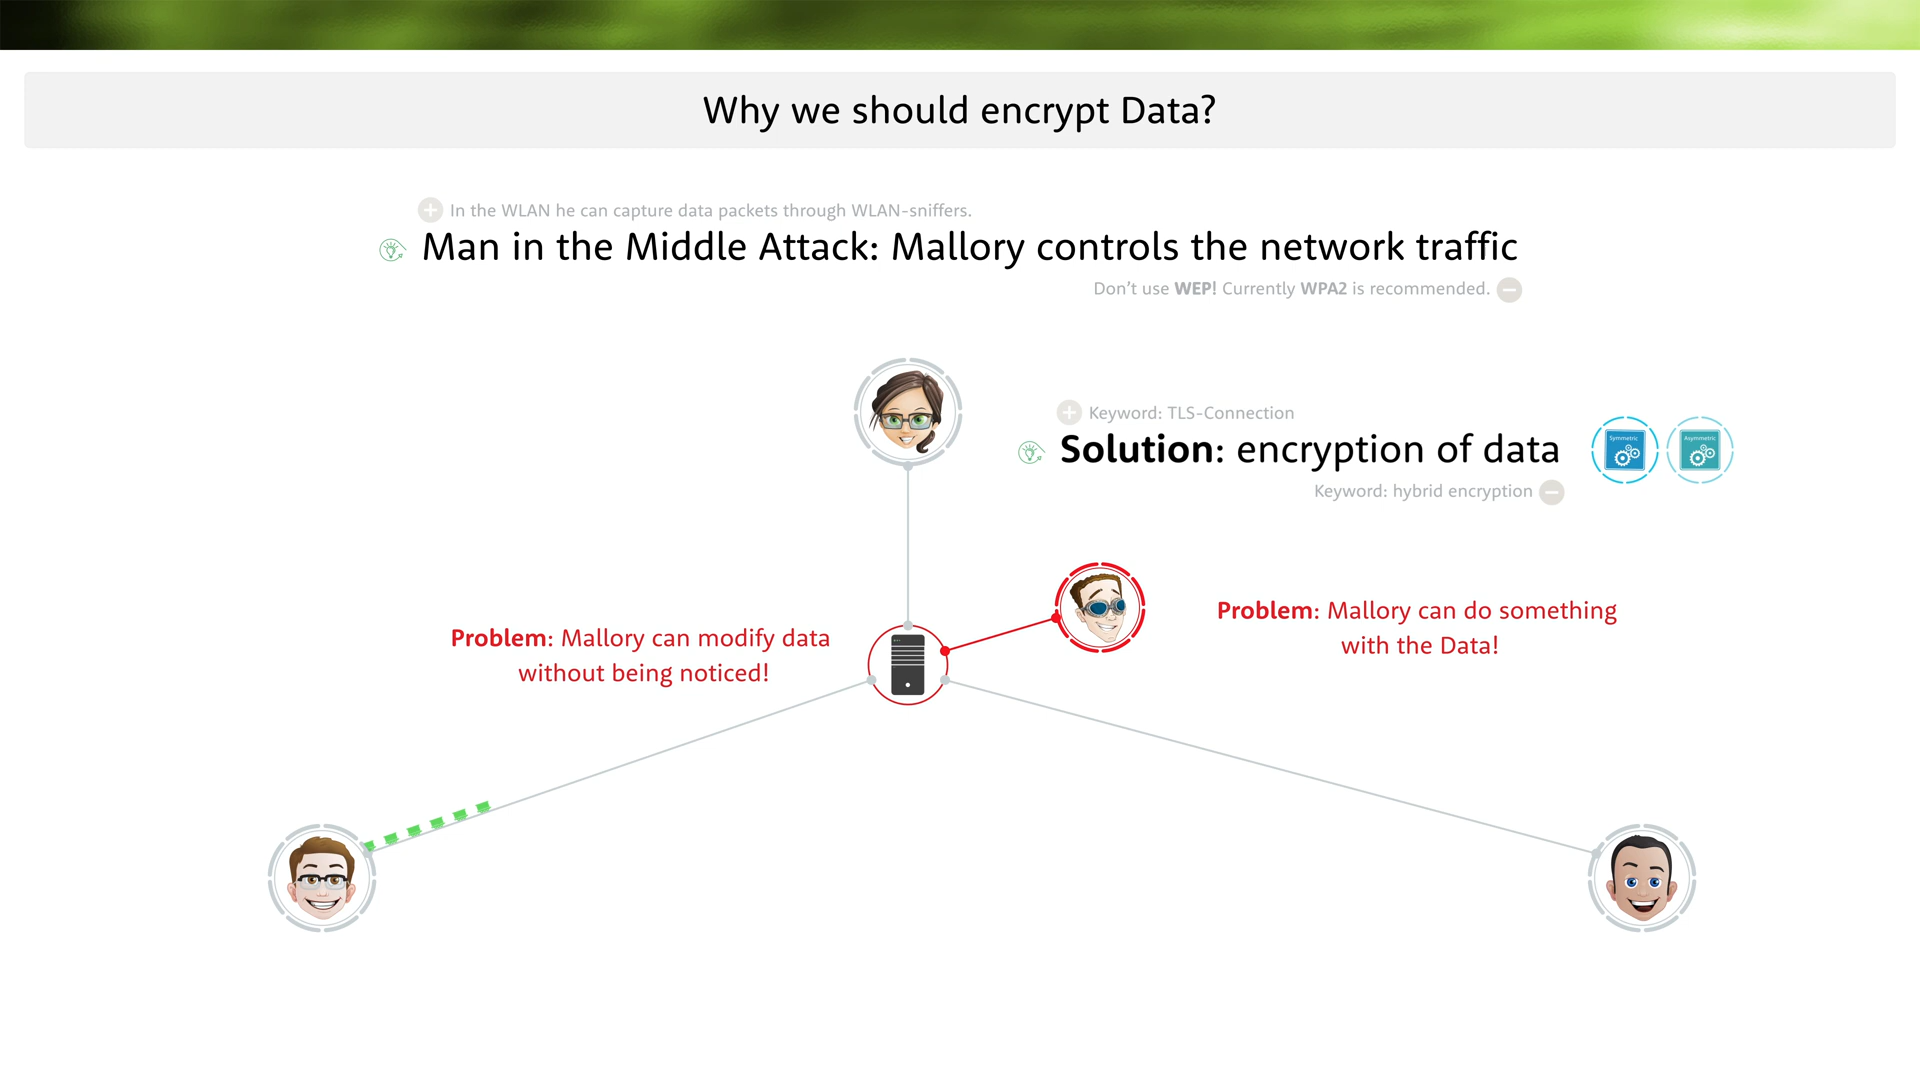 Why we should encrypt Data?
In the WLAN he can capture data packets through WLAN-sniffers.
Man in the Middle Attack: Mallory controls the network traffic
Don't use WEP! Currently WPA2 is recommended.
Keyword: TLS-Connection
Solution: encryption of data
Symmetric
Asymmetric
Keyword: hybrid encryption
Problem: Mallory can modify data
without being noticed!
Problem: Mallory can do something
with the Data!